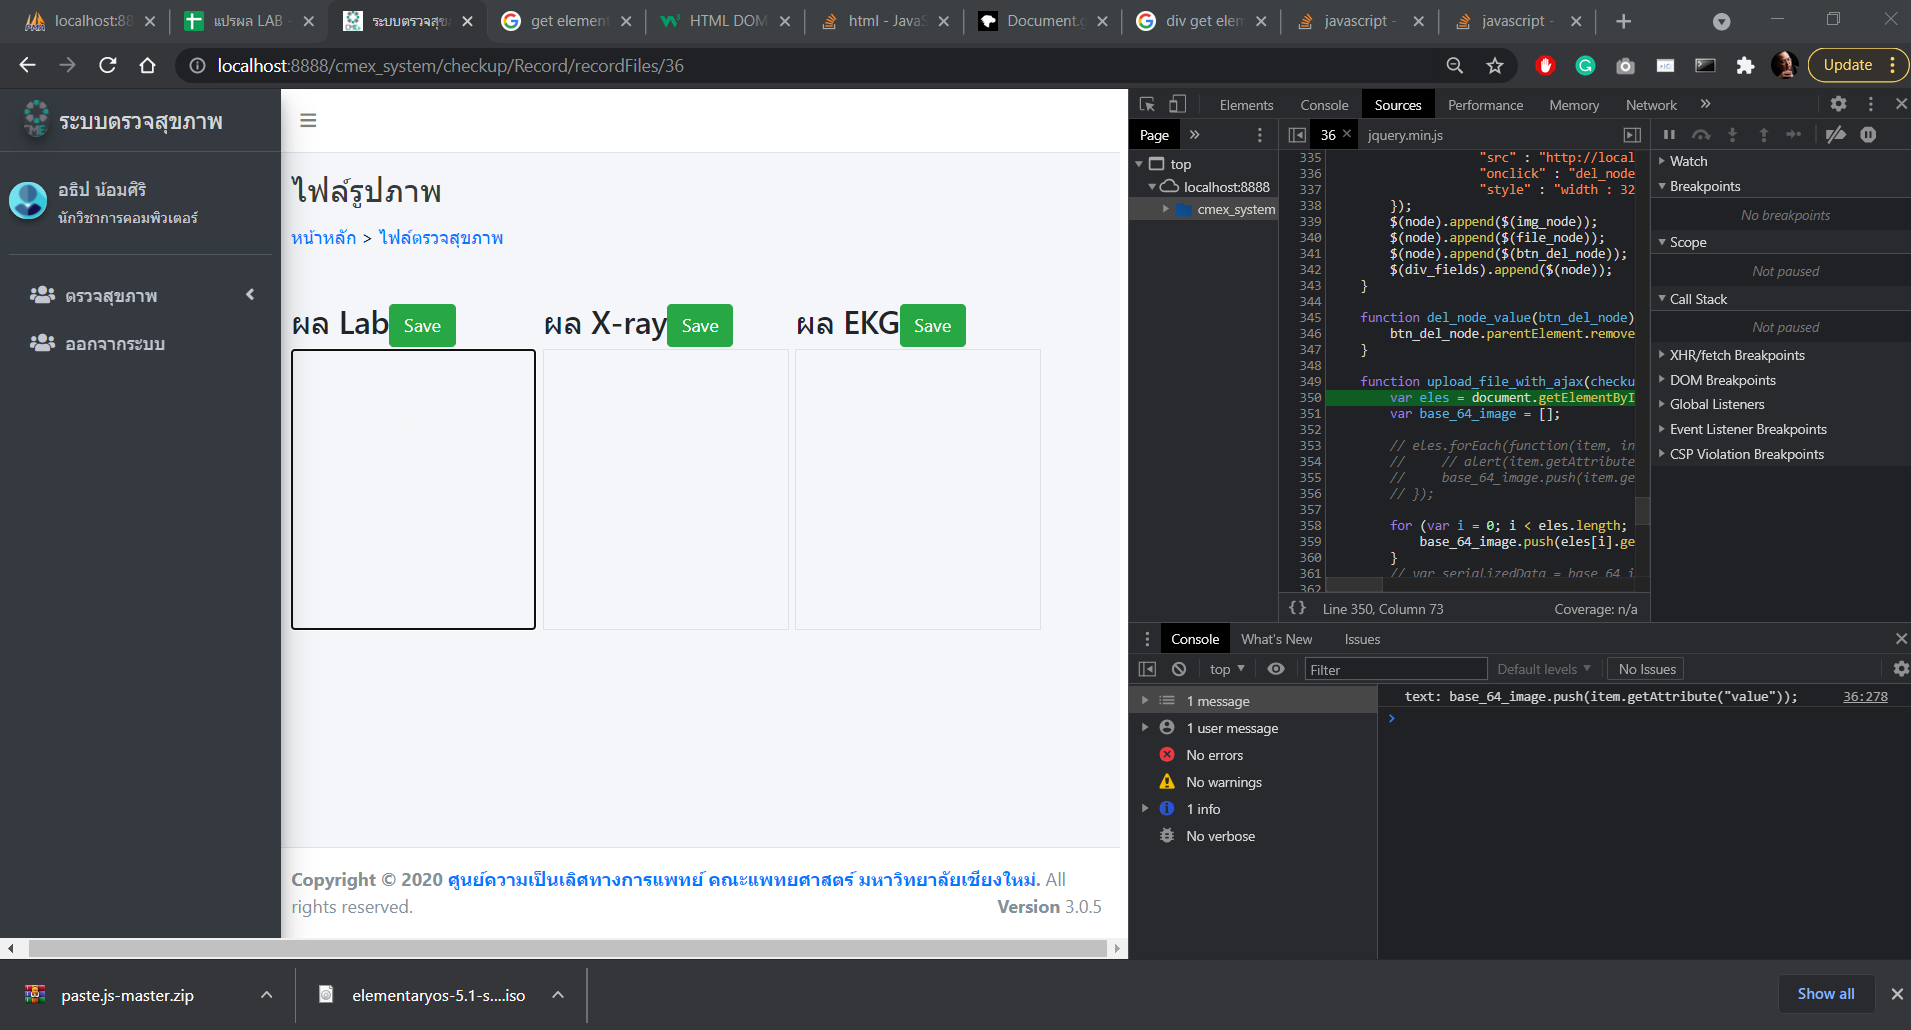 localhost:88
แปรผล LAB -
ระบบตรวจสุขภ
get element
HTML DOM
html - JavaS
Document.g
div get elem
javascript -
javascript -
localhost:8888/cmex_system/checkup/Record/recordFiles/36
Update
ระบบตรวจสุขภาพ
อธิป น้อมศิริ
นักวิชาการคอมพิวเตอร์
ตรวจสุขภาพ
ออกจากระบบ
ไฟล์รูปภาพ
หน้าหลัก > ไฟล์ตรวจสุขภาพ
ผล Lab Save
ผล X-ray Save
ผล EKG Save
Copyright © 2020 ศูนย์ความเป็นเลิศทางการแพทย์ คณะแพทยศาสตร์ มหาวิทยาลัยเชียงใหม่. All
rights reserved.
Version 3.0.5
Elements Console Sources Performance Memory Network
Page
top
localhost:8888
cmex_system
36
jquery.min.js
335 "src" : "http://local
336 "onclick" : "del_node
337 "style" : "width : 32
338 });
339 $(node).append($(img_node));
340 $(node).append($(file_node));
341 $(node).append($(btn_del_node));
342 $(div_fields).append($(node));
343 }
344
345 function del_node_value(btn_del_node)
346 btn_del_node.parentElement.remove
347 }
348
349 function upload_file_with_ajax(checku
350 var eles = document.getElementByI
351 var base_64_image = [];
352
353 // eles.forEach(function(item, in
354 // // alert(item.getAttribute
355 // base_64_image.push(item.ge
356 // });
357
358 for (var i = 0; i < eles.length;
359 base_64_image.push(eles[i].ge
360 }
361 // var serializedData = base_64_i
362
{} Line 350, Column 73
Coverage: n/a
Watch
Breakpoints
No breakpoints
Scope
Not paused
Call Stack
Not paused
XHR/fetch Breakpoints
DOM Breakpoints
Global Listeners
Event Listener Breakpoints
CSP Violation Breakpoints
Console What's New Issues
top
Filter
Default levels
No Issues
1 message
1 user message
No errors
No warnings
1 info
No verbose
text: base_64_image.push(item.getAttribute("value"));
36:278
paste.js-master.zip
elementaryos-5.1-s....iso
Show all